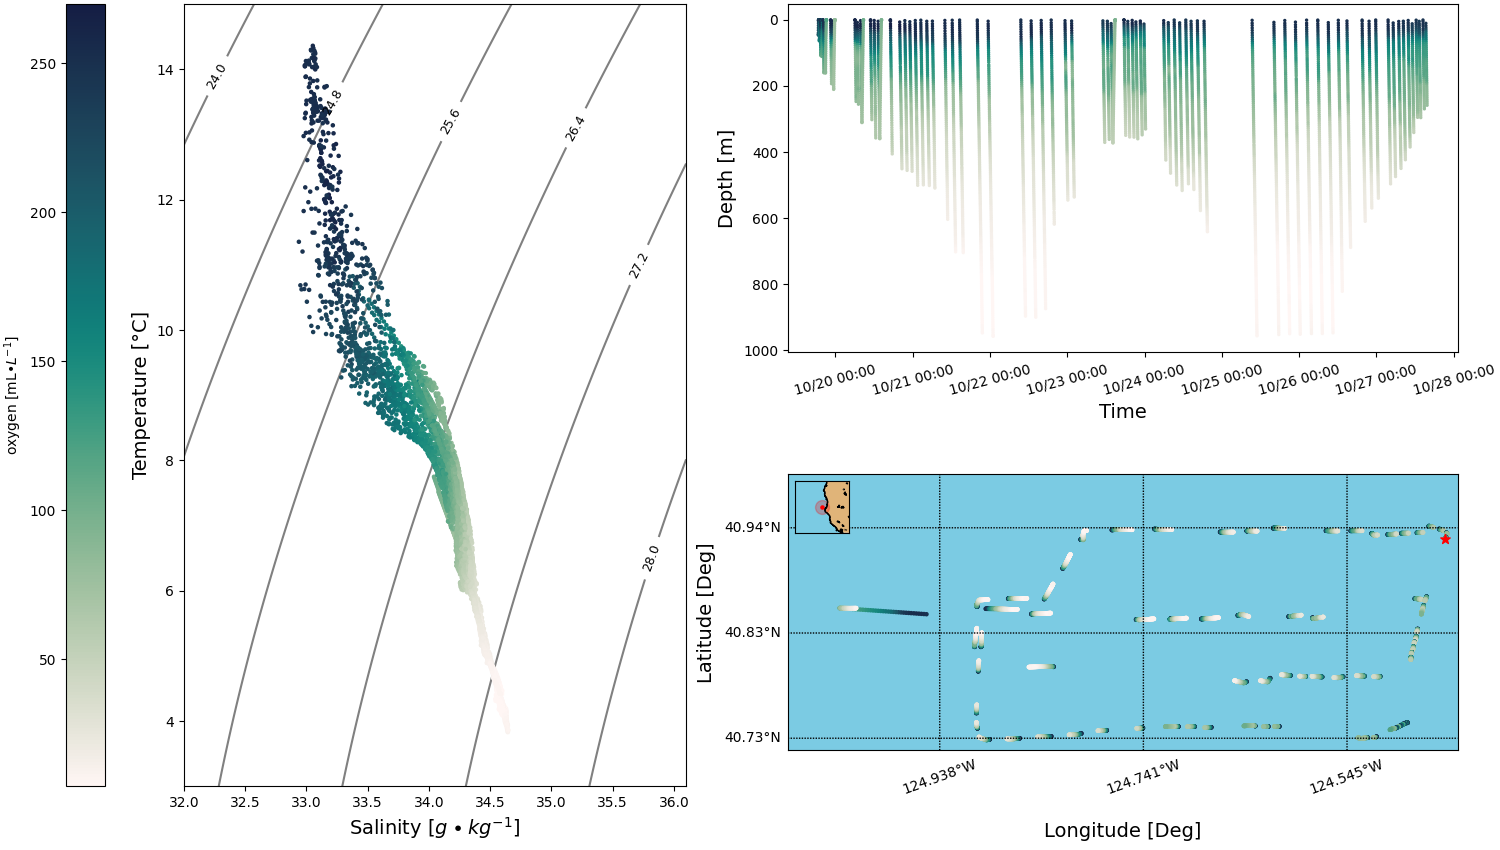 250
200
150
100
50
oxygen [mL•L⁻¹]
14
12
10
8
6
4
Temperature [°C]
24.0
24.8
25.6
26.4
27.2
28.0
32.0 32.5 33.0 33.5 34.0 34.5 35.0 35.5 36.0
Salinity [g • kg⁻¹]
0
200
400
600
800
1000
Depth [m]
10/20 00:00 10/21 00:00 10/22 00:00 10/23 00:00 10/24 00:00 10/25 00:00 10/26 00:00 10/27 00:00 10/28 00:00
Time
40.94°N
40.83°N
40.73°N
Latitude [Deg]
124.938°W 124.741°W 124.545°W
Longitude [Deg]